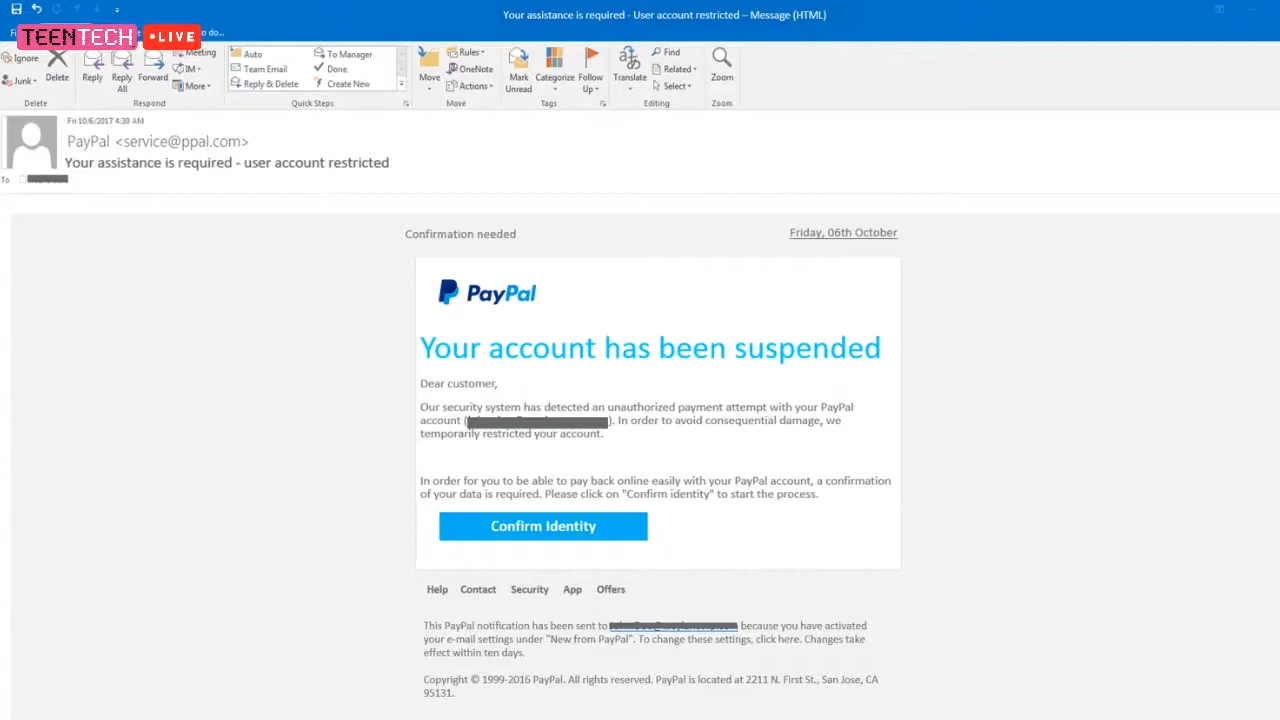 Your assistance is required - User account restricted – Message (HTML)
TEENTECH LIVE
to do...
Ignore
Junk
Delete
Delete
Reply
Reply All
Forward
Meeting
IM
More
Respond
Auto
Team Email
Reply & Delete
To Manager
Done
Create New
Quick Steps
Move
Rules
OneNote
Actions
Move
Mark Unread
Categorize
Follow Up
Tags
Translate
Find
Related
Select
Editing
Zoom
Zoom
Fri 10/6/2017 4:30 AM
PayPal <service@ppal.com>
Your assistance is required - user account restricted
To
Confirmation needed
Friday, 06th October
PayPal
Your account has been suspended
Dear customer,
Our security system has detected an unauthorized payment attempt with your PayPal
account ( ). In order to avoid consequential damage, we
temporarily restricted your account.
In order for you to be able to pay back online easily with your PayPal account, a confirmation
of your data is required. Please click on "Confirm identity" to start the process.
Confirm Identity
Help Contact Security App Offers
This PayPal notification has been sent to because you have activated
your e-mail settings under "New from PayPal". To change these settings, click here. Changes take
effect within ten days.
Copyright © 1999-2016 PayPal. All rights reserved. PayPal is located at 2211 N. First St., San Jose, CA
95131.